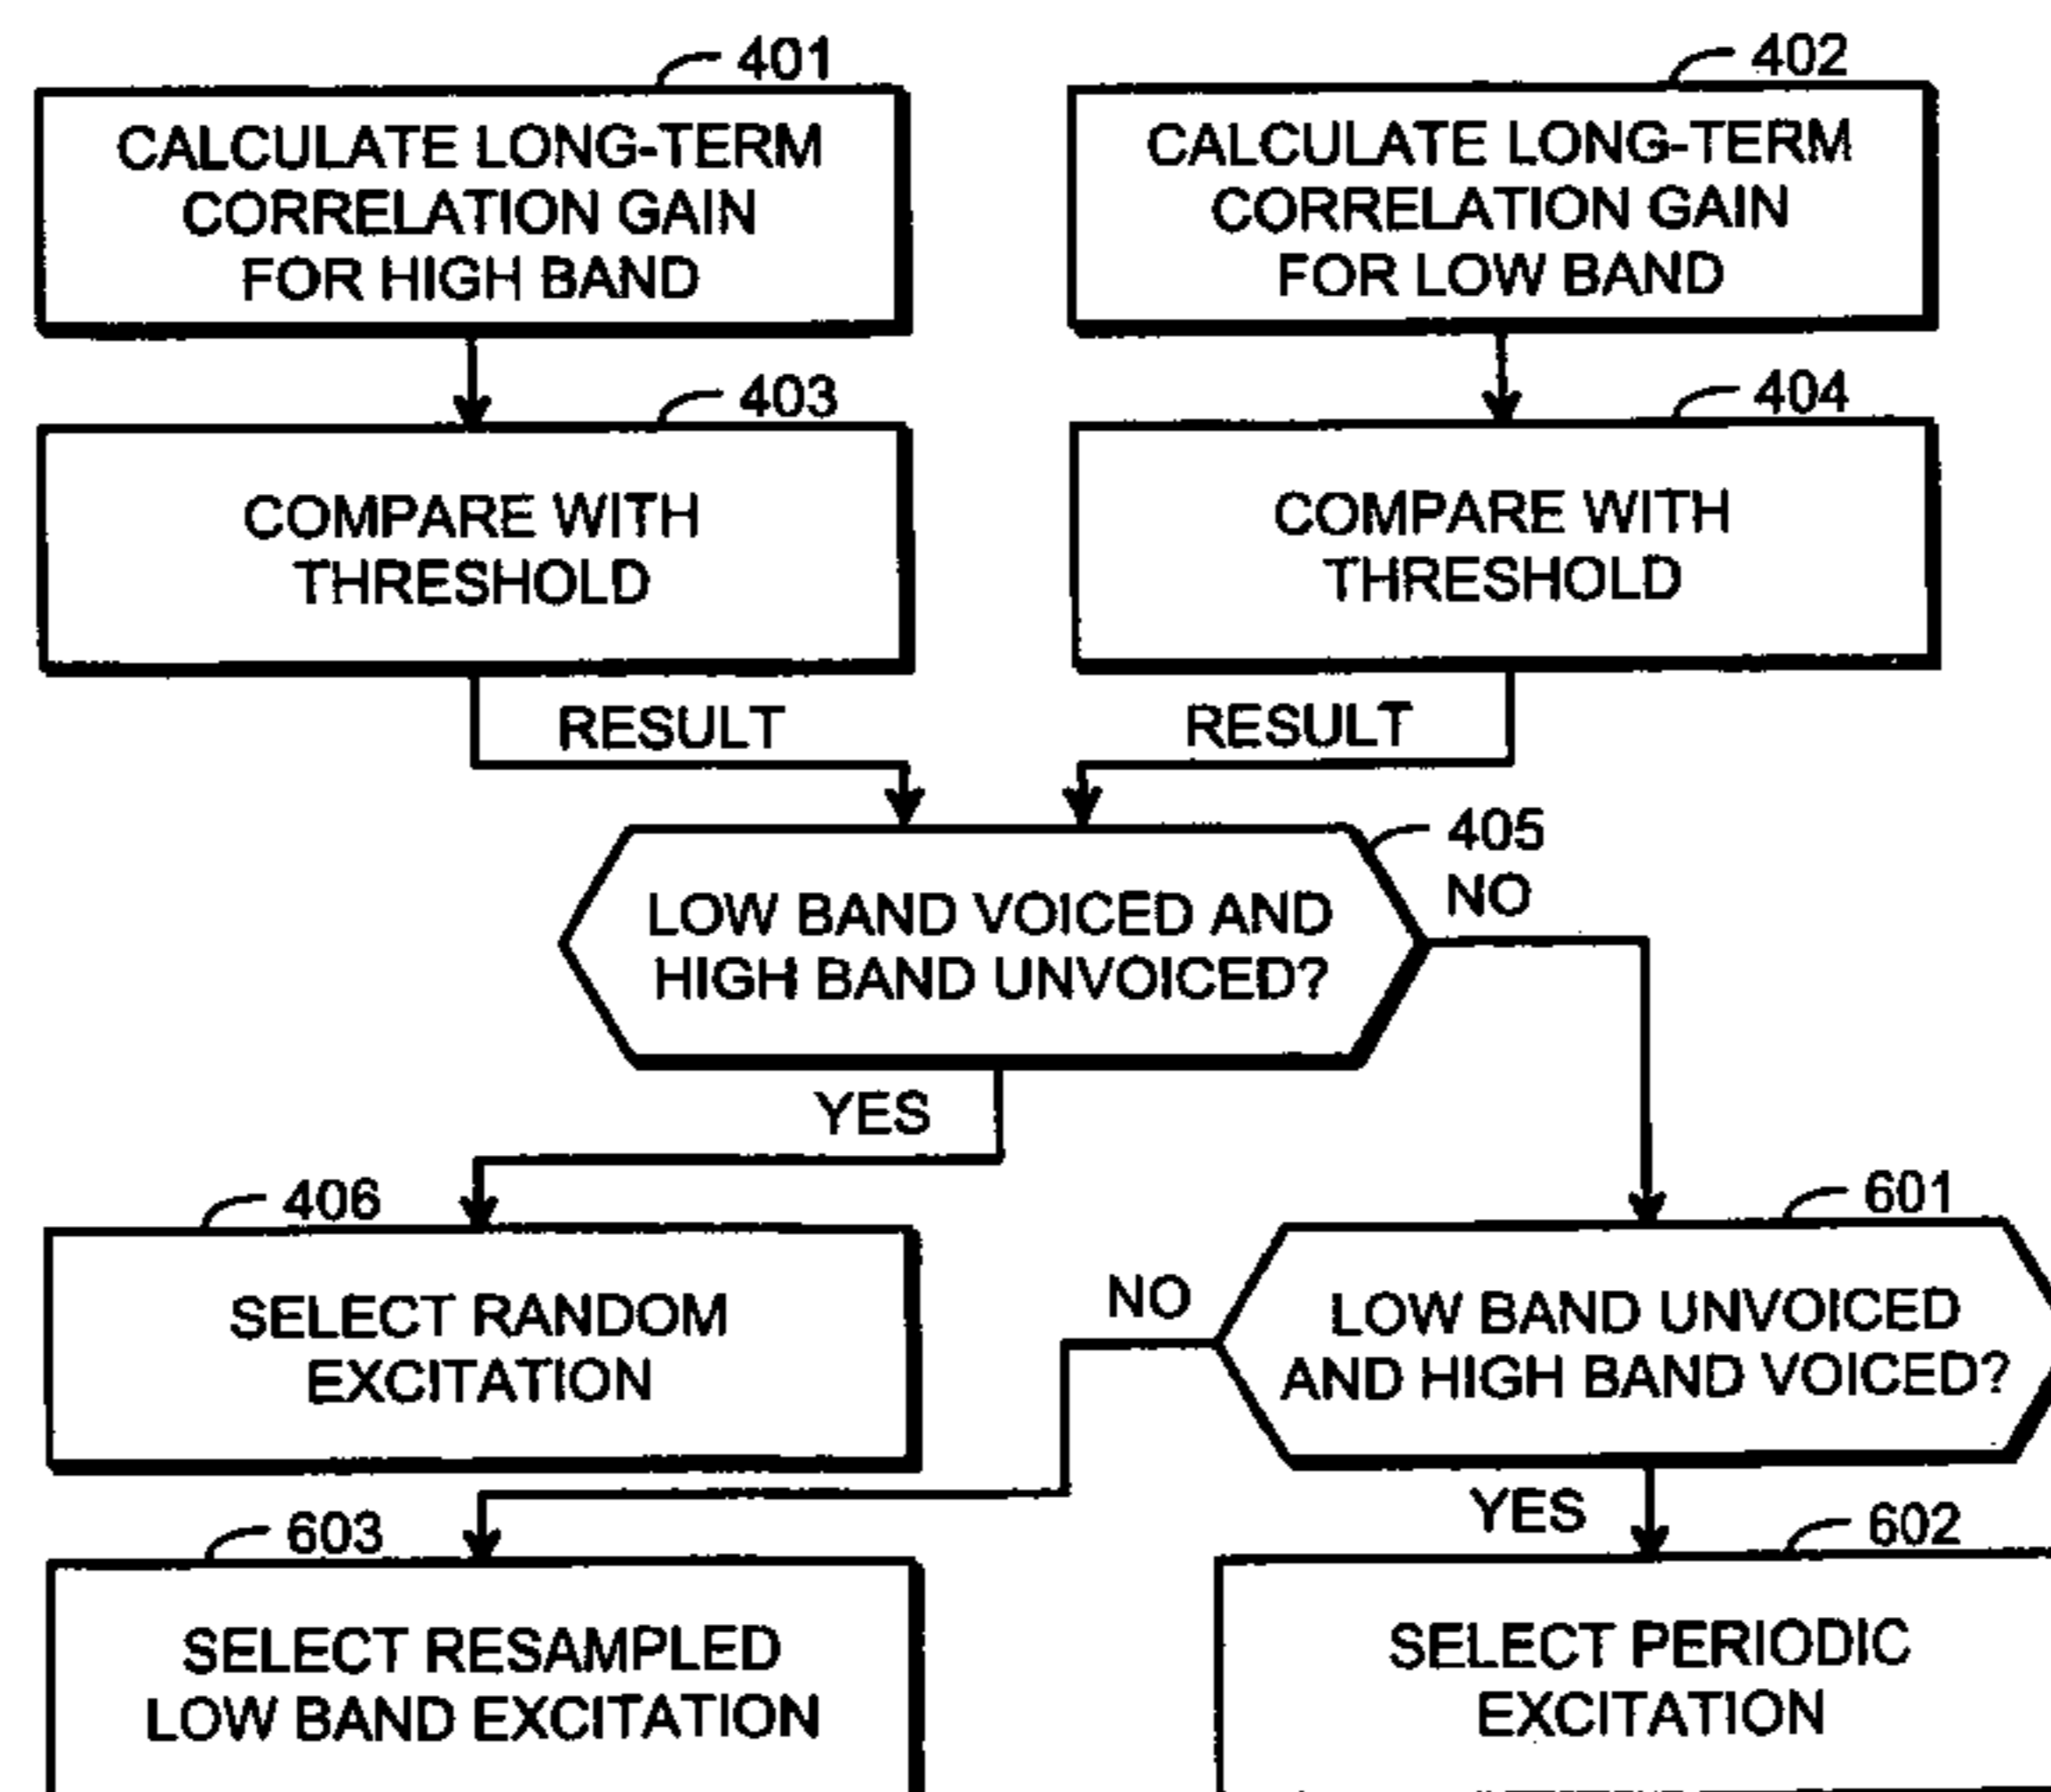 401
CALCULATE LONG-TERM
CORRELATION GAIN
FOR HIGH BAND
402
CALCULATE LONG-TERM
CORRELATION GAIN
FOR LOW BAND
403
COMPARE WITH
THRESHOLD
404
COMPARE WITH
THRESHOLD
RESULT
RESULT
405
LOW BAND VOICED AND
HIGH BAND UNVOICED?
NO
YES
406
SELECT RANDOM
EXCITATION
601
LOW BAND UNVOICED
AND HIGH BAND VOICED?
NO
YES
603
SELECT RESAMPLED
LOW BAND EXCITATION
602
SELECT PERIODIC
EXCITATION